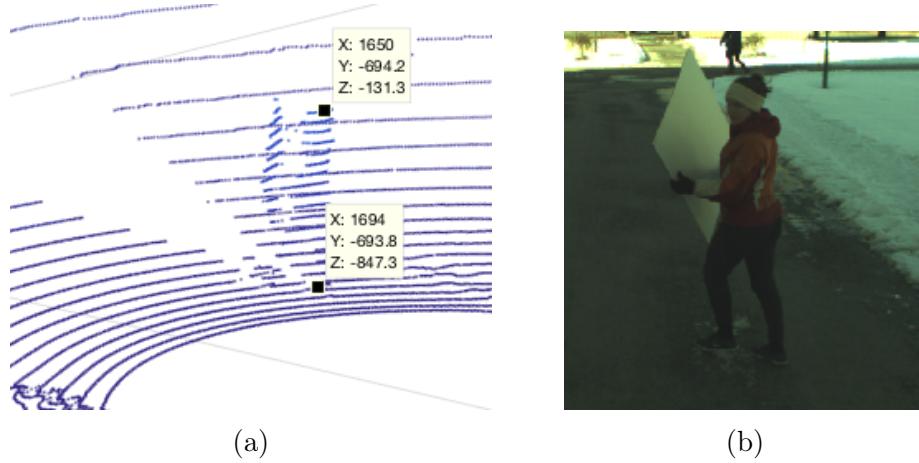 X: 1650
Y: -694.2
Z: -131.3
X: 1694
Y: -693.8
Z: -847.3
(a)
(b)